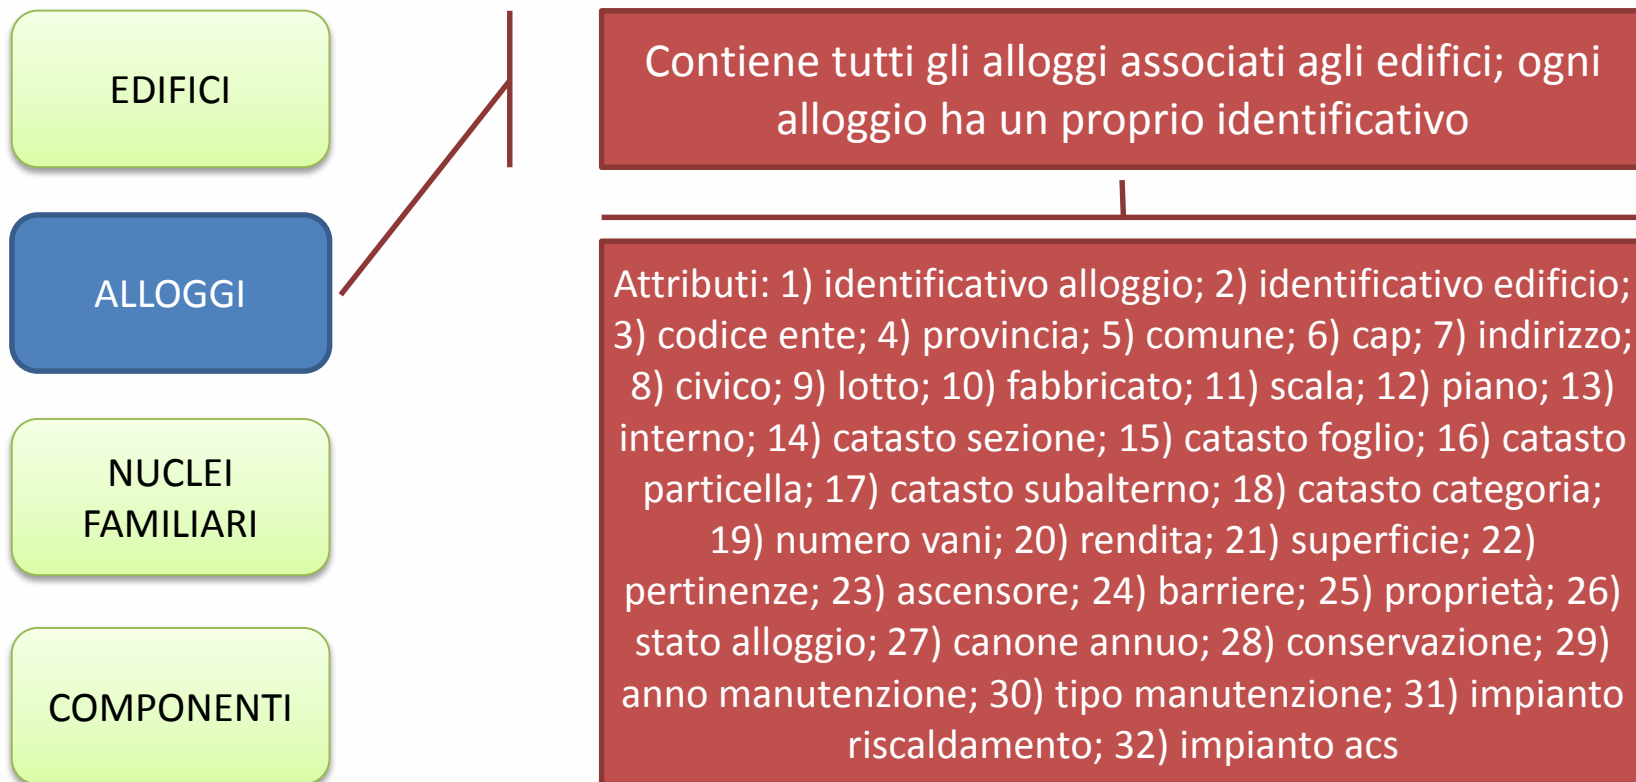 EDIFICI
ALLOGGI
NUCLEI
FAMILIARI
COMPONENTI
Contiene tutti gli alloggi associati agli edifici; ogni
alloggio ha un proprio identificativo
Attributi: 1) identificativo alloggio; 2) identificativo edificio;
3) codice ente; 4) provincia; 5) comune; 6) cap; 7) indirizzo;
8) civico; 9) lotto; 10) fabbricato; 11) scala; 12) piano; 13)
interno; 14) catasto sezione; 15) catasto foglio; 16) catasto
particella; 17) catasto subalterno; 18) catasto categoria;
19) numero vani; 20) rendita; 21) superficie; 22)
pertinenze; 23) ascensore; 24) barriere; 25) proprietà; 26)
stato alloggio; 27) canone annuo; 28) conservazione; 29)
anno manutenzione; 30) tipo manutenzione; 31) impianto
riscaldamento; 32) impianto acs